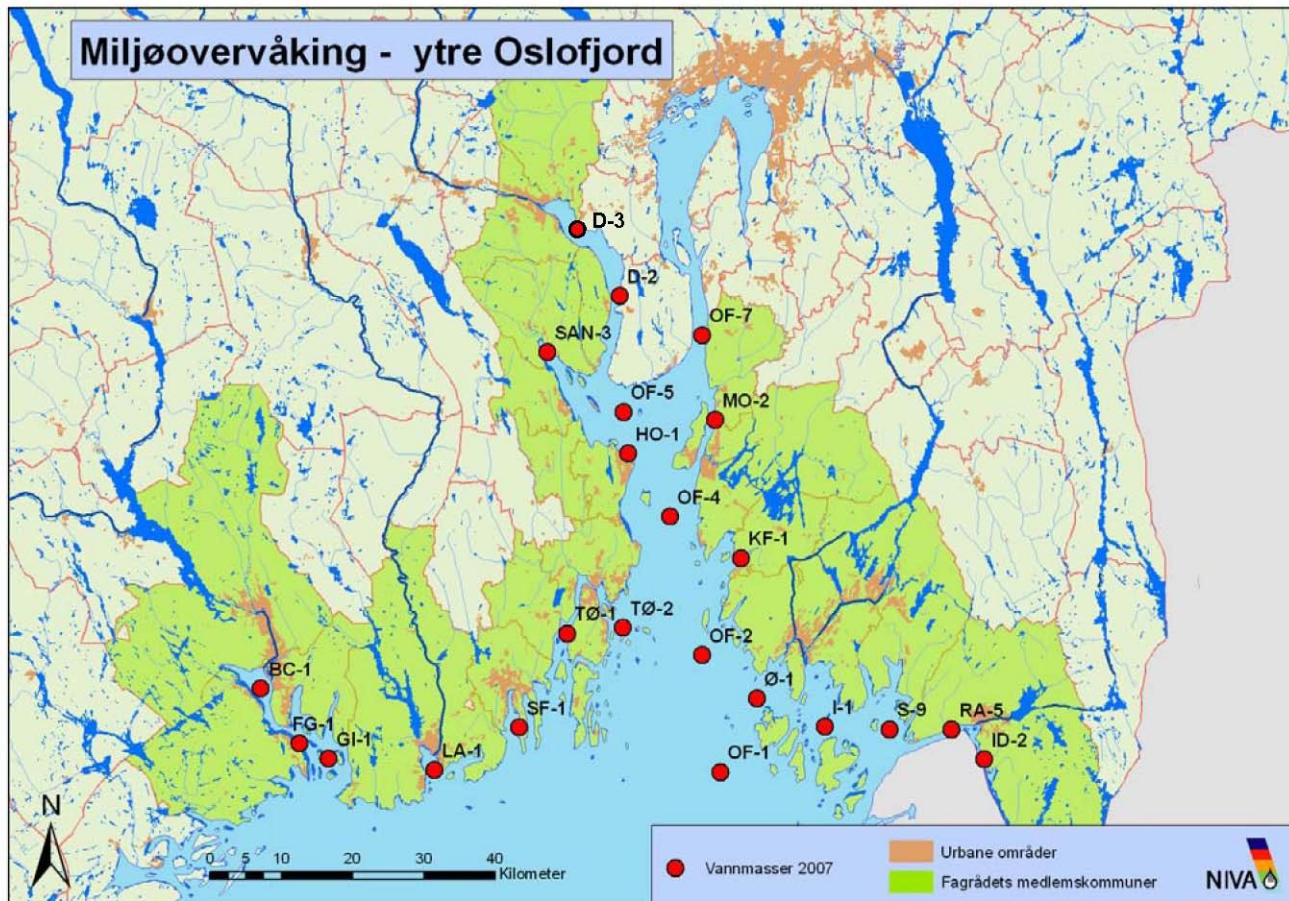 Miljøovervåking - ytre Oslofjord
D-3
D-2
OF-7
SAN-3
OF-5
MO-2
HO-1
OF-4
KF-1
TØ-1
TØ-2
OF-2
BC-1
Ø-1
FG-1
GI-1
LA-1
SF-1
I-1
S-9
RA-5
ID-2
OF-1
N
0 5 10 20 30 40
Kilometer
Vannmasser 2007
Urbane områder
Fagrådets medlemskommuner
NIVA